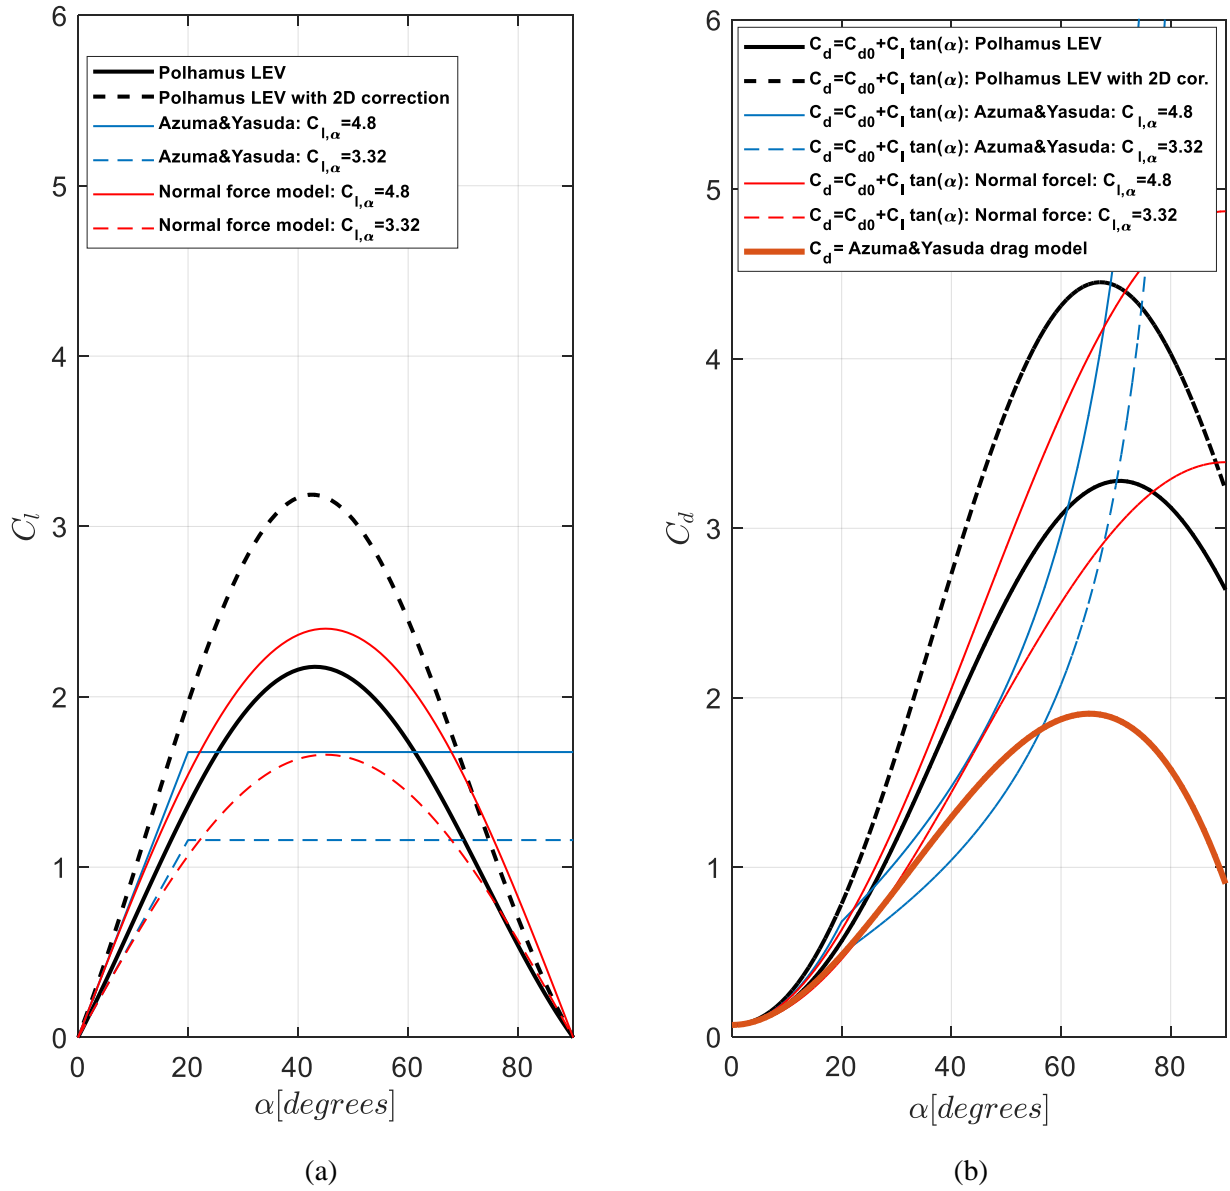 6
5
4
3
2
1
0
C_l
Polhamus LEV
Polhamus LEV with 2D correction
Azuma&Yasuda: C_l,α=4.8
Azuma&Yasuda: C_l,α=3.32
Normal force model: C_l,α=4.8
Normal force model: C_l,α=3.32
0 20 40 60 80
α[degrees]
(a)
6
5
4
3
2
1
0
C_d
C_d=C_d0+C_l tan(α): Polhamus LEV
C_d=C_d0+C_l tan(α): Polhamus LEV with 2D cor.
C_d=C_d0+C_l tan(α): Azuma&Yasuda: C_l,α=4.8
C_d=C_d0+C_l tan(α): Azuma&Yasuda: C_l,α=3.32
C_d=C_d0+C_l tan(α): Normal forcel: C_l,α=4.8
C_d=C_d0+C_l tan(α): Normal force: C_l,α=3.32
C_d= Azuma&Yasuda drag model
0 20 40 60 80
α[degrees]
(b)